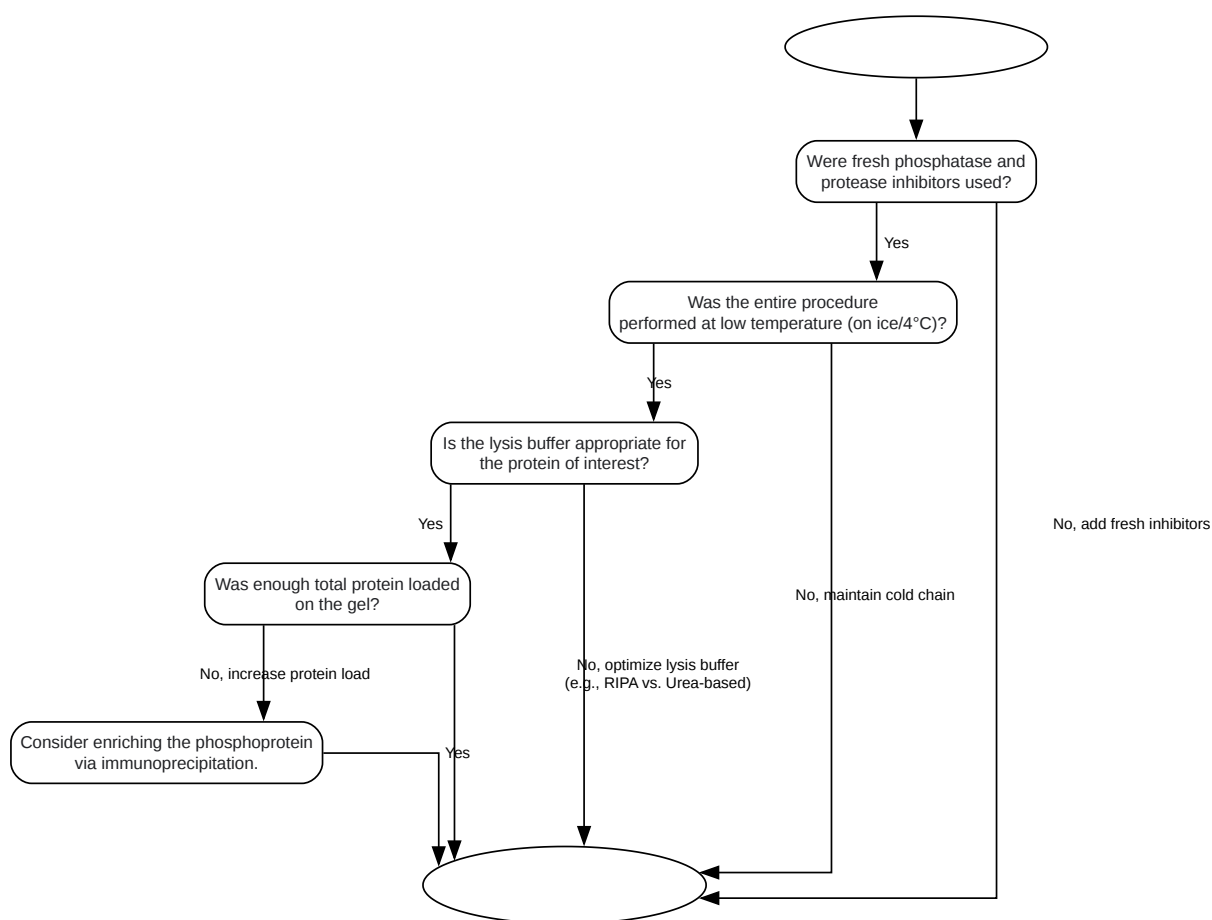 Were fresh phosphatase and
protease inhibitors used?
Yes
Was the entire procedure
performed at low temperature (on ice/4°C)?
Yes
Is the lysis buffer appropriate for
the protein of interest?
Yes
No, add fresh inhibitors
Was enough total protein loaded
on the gel?
No, maintain cold chain
No, increase protein load
No, optimize lysis buffer
(e.g., RIPA vs. Urea-based)
Consider enriching the phosphoprotein
via immunoprecipitation.
Yes